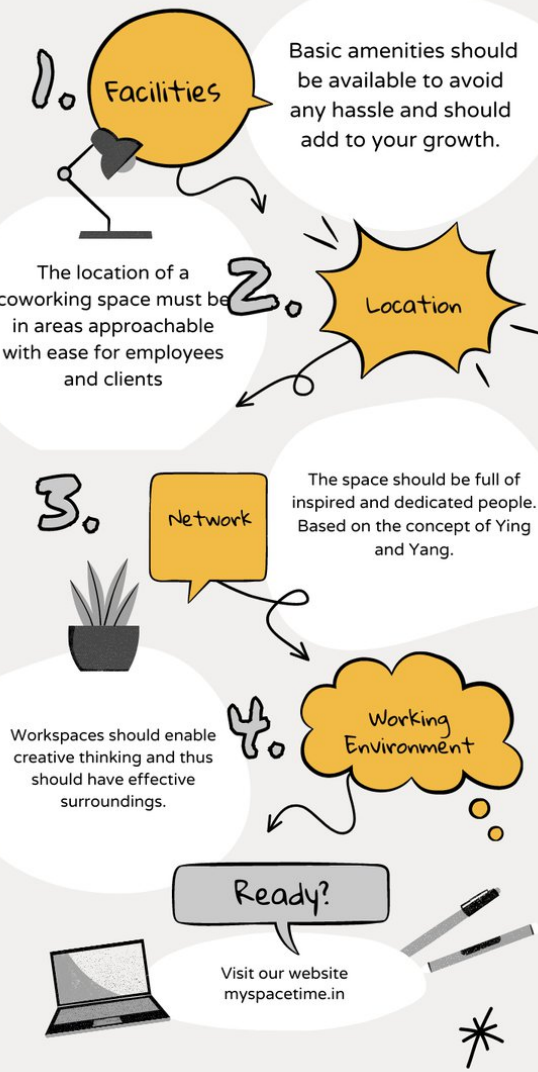 1.
Facilities
Basic amenities should
be available to avoid
any hassle and should
add to your growth.
2.
Location
The location of a
coworking space must be
in areas approachable
with ease for employees
and clients
3.
Network
The space should be full of
inspired and dedicated people.
Based on the concept of Ying
and Yang.
4.
Working
Environment
Workspaces should enable
creative thinking and thus
should have effective
surroundings.
Ready?
Visit our website
myspacetime.in